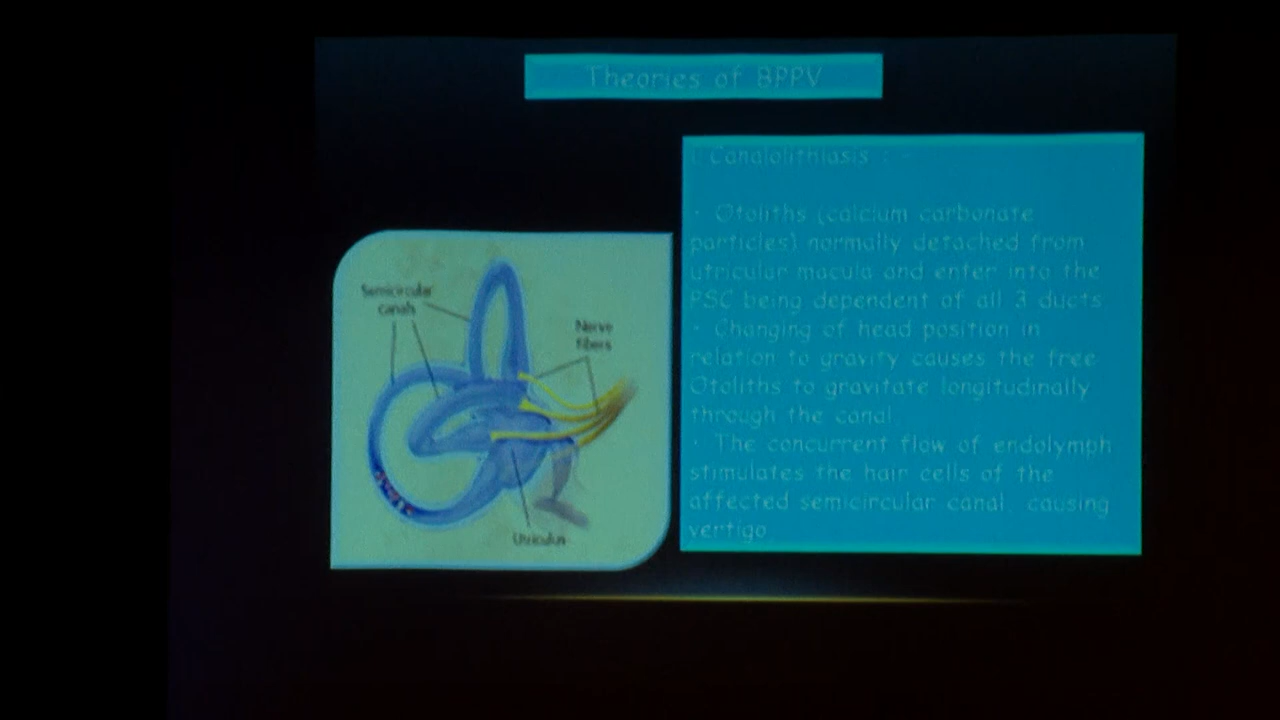 Theories of BPPV
1 Canalolithiasis : -
• Otoliths (calcium carbonate
particles) normally detached from
utricular macula and enter into the
PSC being dependent of all 3 ducts
• Changing of head position in
relation to gravity causes the free
Otoliths to gravitate longitudinally
through the canal
• The concurrent flow of endolymph
stimulates the hair cells of the
affected semicircular canal, causing
vertigo
Semicircular
canals
Nerve
fibers
Utriculus